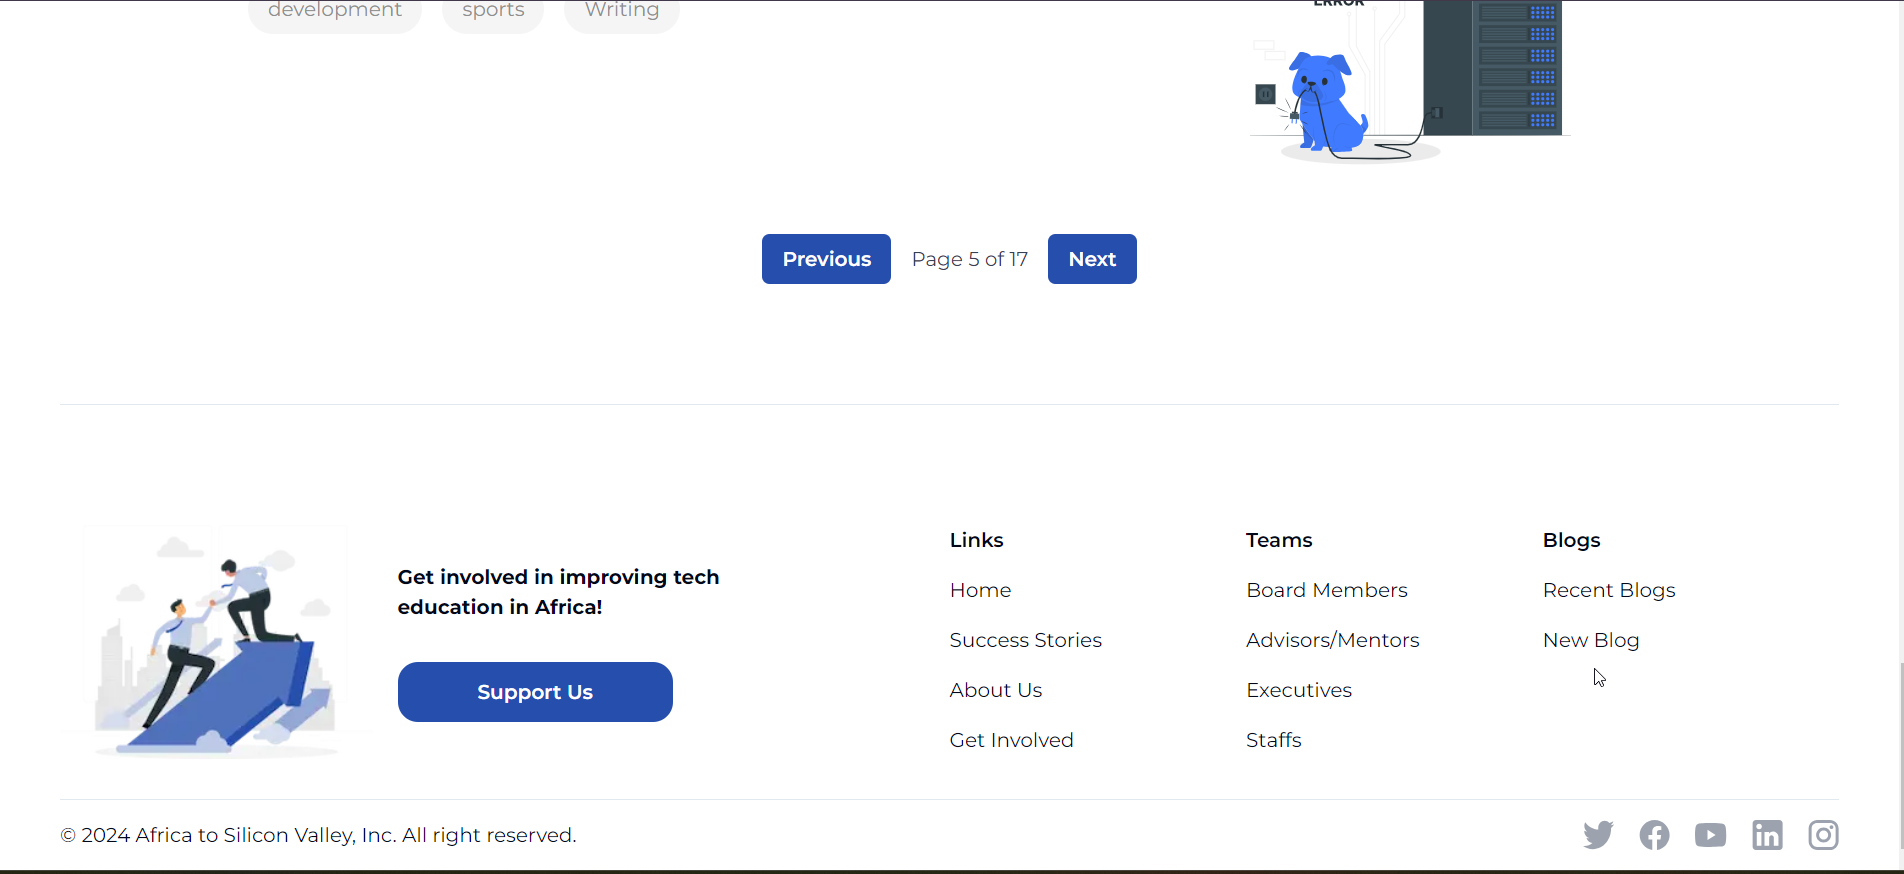 development sports Writing
ERROR
Previous Page 5 of 17 Next
Get involved in improving tech
education in Africa!
Support Us
Links
Home
Success Stories
About Us
Get Involved
Teams
Board Members
Advisors/Mentors
Executives
Staffs
Blogs
Recent Blogs
New Blog
© 2024 Africa to Silicon Valley, Inc. All right reserved.